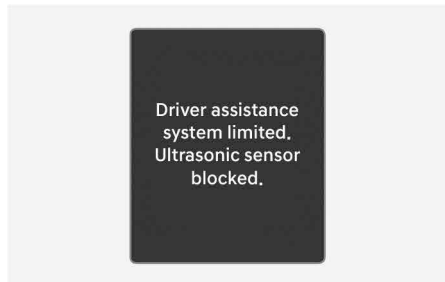 Driver assistance
system limited.
Ultrasonic sensor
blocked.